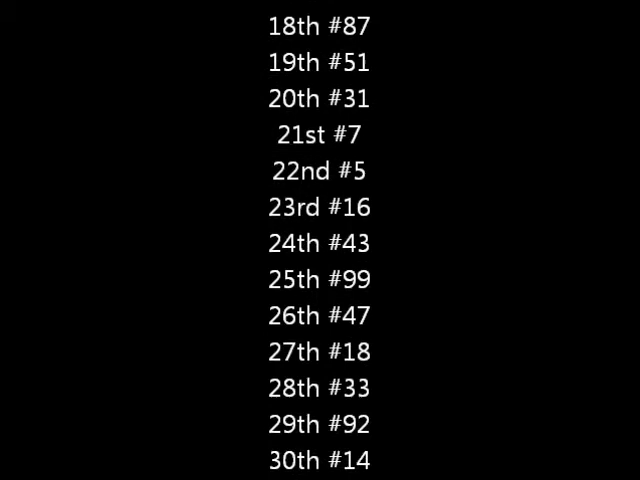 18th #87
19th #51
20th #31
21st #7
22nd #5
23rd #16
24th #43
25th #99
26th #47
27th #18
28th #33
29th #92
30th #14